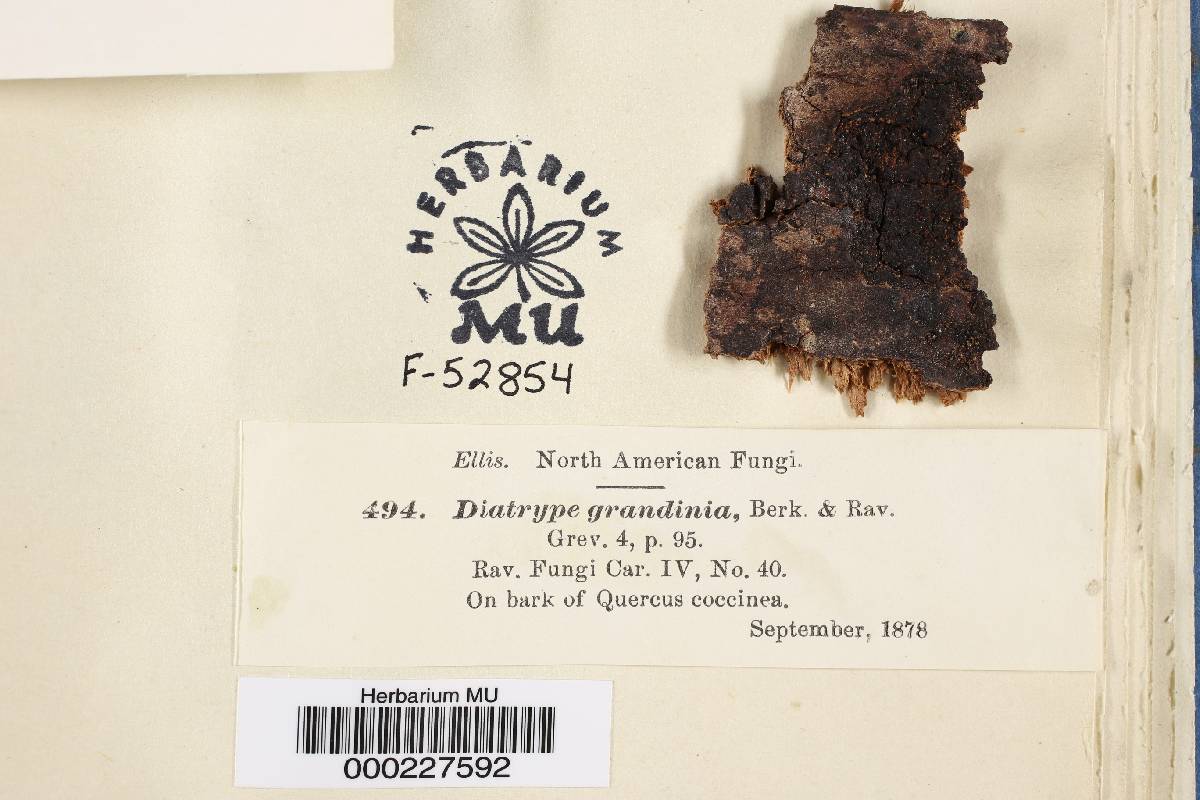 HERBARIUM
MU
F-52854
Ellis. North American Fungi.
494. Diatrype grandinia, Berk. & Rav.
Grev. 4, p. 95.
Rav. Fungi Car. IV, No. 40.
On bark of Quercus coccinea.
September, 1878
Herbarium MU
000227592